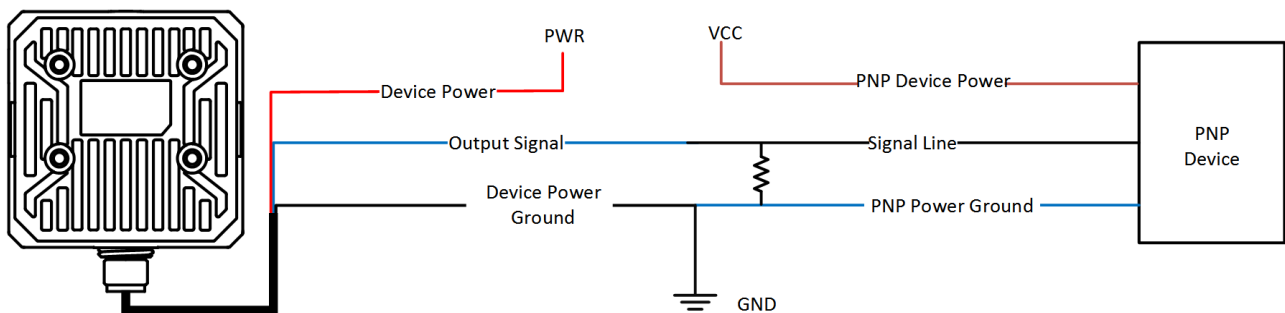 PWR
VCC
Device Power
PNP Device Power
Output Signal
Signal Line
PNP
Device
Device Power
Ground
PNP Power Ground
GND